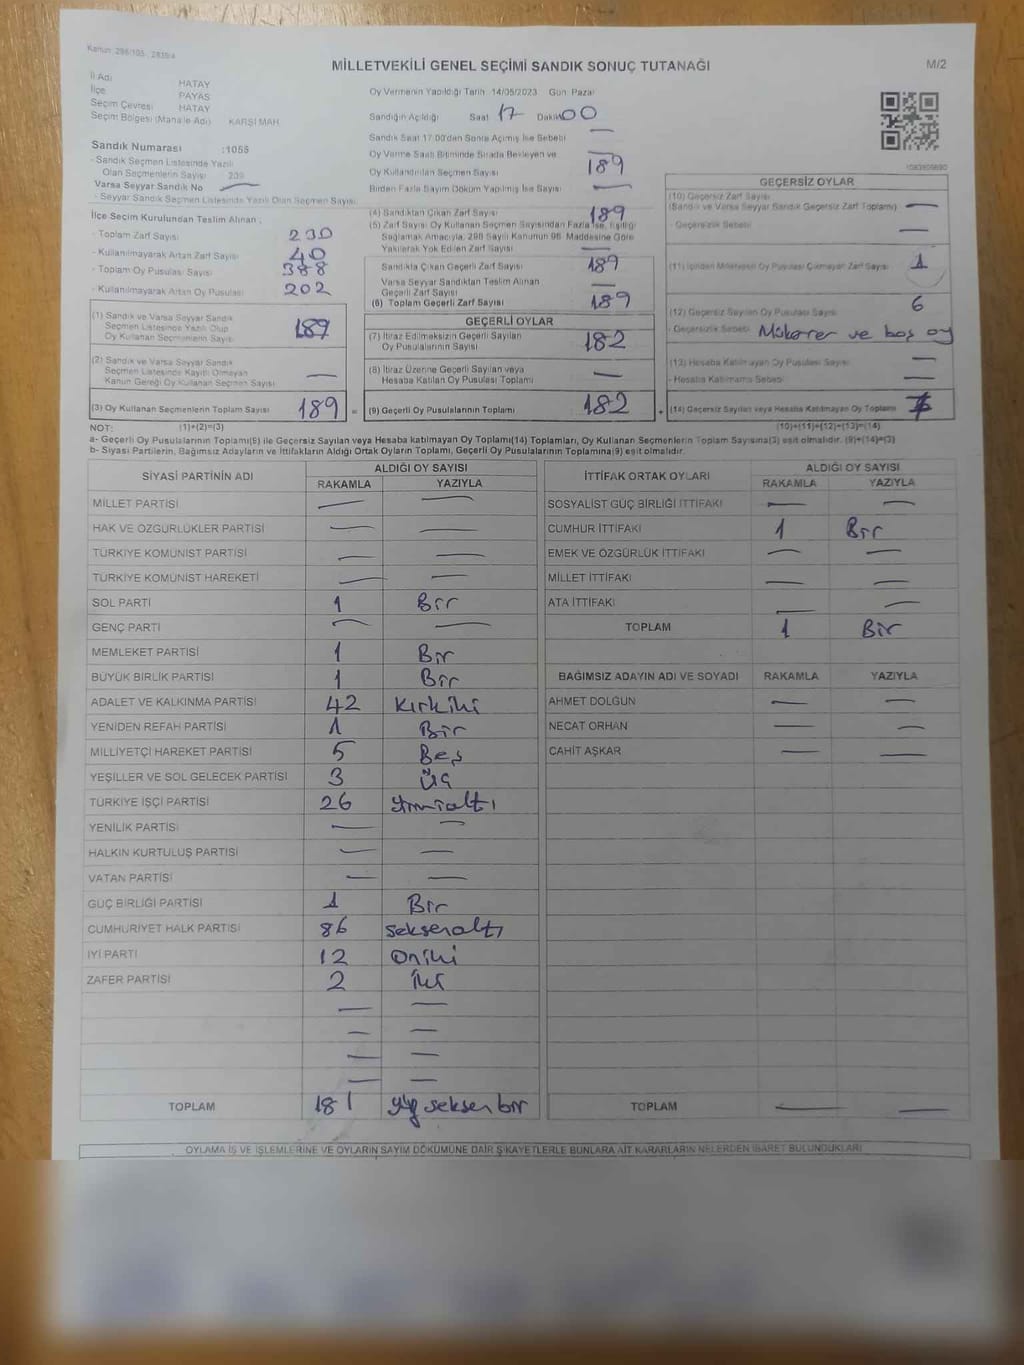 Kanun: 298/105, 2839/4
MİLLETVEKİLİ GENEL SEÇİMİ SANDIK SONUÇ TUTANAĞI
M/2
İl Adı HATAY
İlçe PAYAS
Seçim Çevresi HATAY
Seçim Bölgesi (Mahalle Adı) KARŞI MAH
Oy Vermenin Yapıldığı Tarih 14/05/2023 Gün: Pazar
Sandığın Açıldığı Saat 17 Dakika 00
Sandık Saat 17.00'den Sonra Açılmış İse Sebebi —
Oy Verme Saati Bitiminde Sırada Bekleyen ve
Oy Kullandırılan Seçmen Sayısı 189
Birden Fazla Sayım Döküm Yapılmış İse Sayısı —
Sandık Numarası :1055
- Sandık Seçmen Listesinde Yazılı
Olan Seçmenlerin Sayısı 209
Varsa Seyyar Sandık No —
- Seyyar Sandık Seçmen Listesinde Yazılı Olan Seçmen Sayısı
İlçe Seçim Kurulundan Teslim Alınan ;
- Toplam Zarf Sayısı 230
- Kullanılmayarak Artan Zarf Sayısı 40
- Toplam Oy Pusulası Sayısı 388
- Kullanılmayarak Artan Oy Pusulası 202
(1) Sandık ve Varsa Seyyar Sandık
Seçmen Listesinde Yazılı Olup
Oy Kullanan Seçmenlerin Sayısı 189
(2) Sandık ve Varsa Seyyar Sandık
Seçmen Listesinde Kayıtlı Olmayan
Kanun Gereği Oy Kullanan Seçmen Sayısı —
(3) Oy Kullanan Seçmenlerin Toplam Sayısı 189 =
(4) Sandıktan Çıkan Zarf Sayısı 189
(5) Zarf Sayısı Oy Kullanan Seçmen Sayısından Fazla İse, Eşitliği
Sağlamak Amacıyla, 298 Sayılı Kanunun 98. Maddesine Göre
Yakılarak Yok Edilen Zarf Sayısı —
Sandıkta Çıkan Geçerli Zarf Sayısı 189
Varsa Seyyar Sandıktan Teslim Alınan
Geçerli Zarf Sayısı —
(6) Toplam Geçerli Zarf Sayısı 189
GEÇERLİ OYLAR
(7) İtiraz Edilmeksizin Geçerli Sayılan
Oy Pusulalarının Sayısı 182
(8) İtiraz Üzerine Geçerli Sayılan veya
Hesaba Katılan Oy Pusulası Toplamı —
(9) Geçerli Oy Pusulalarının Toplamı 182 +
GEÇERSİZ OYLAR
(10) Geçersiz Zarf Sayısı
(Sandık ve Varsa Seyyar Sandık Geçersiz Zarf Toplamı) —
- Geçersizlik Sebebi —
(11) İçinden Milletvekili Oy Pusulası Çıkmayan Zarf Sayısı 1
(12) Geçersiz Sayılan Oy Pusulası Sayısı 6
- Geçersizlik Sebebi Mükerer ve boş oy
(13) Hesaba Katılmayan Oy Pusulası Sayısı —
- Hesaba Katılmama Sebebi —
(14) Geçersiz Sayılan veya Hesaba Katılmayan Oy Toplamı
NOT: (1)+(2)=(3)
(10)+(11)+(12)+(13)=(14)
a- Geçerli Oy Pusulalarının Toplamı(9) ile Geçersiz Sayılan veya Hesaba katılmayan Oy Toplamı(14) Toplamları, Oy Kullanan Seçmenlerin Toplam Sayısına(3) eşit olmalıdır. (9)+(14)=(3)
b- Siyasi Partilerin, Bağımsız Adayların ve İttifakların Aldığı Ortak Oyların Toplamı, Geçerli Oy Pusulalarının Toplamına(9) eşit olmalıdır.
SİYASİ PARTİNİN ADI ALDIĞI OY SAYISI
RAKAMLA YAZIYLA
MİLLET PARTİSİ — —
HAK VE ÖZGÜRLÜKLER PARTİSİ — —
TÜRKİYE KOMÜNİST PARTİSİ — —
TÜRKİYE KOMÜNİST HAREKETİ — —
SOL PARTİ 1 Bir
GENÇ PARTİ — —
MEMLEKET PARTİSİ 1 Bir
BÜYÜK BİRLİK PARTİSİ 1 Bir
ADALET VE KALKINMA PARTİSİ 42 Kırkiki
YENİDEN REFAH PARTİSİ 1 Bir
MİLLİYETÇİ HAREKET PARTİSİ 5 Beş
YEŞİLLER VE SOL GELECEK PARTİSİ 3 Üç
TÜRKİYE İŞÇİ PARTİSİ 26 yirmialtı
YENİLİK PARTİSİ — —
HALKIN KURTULUŞ PARTİSİ — —
VATAN PARTİSİ — —
GÜÇ BİRLİĞİ PARTİSİ 1 Bir
CUMHURİYET HALK PARTİSİ 86 seksenaltı
İYİ PARTİ 12 Oniki
ZAFER PARTİSİ 2 İki
— —
— —
— —
— —
TOPLAM 181 yüz seksen bir
İTTİFAK ORTAK OYLARI ALDIĞI OY SAYISI
RAKAMLA YAZIYLA
SOSYALİST GÜÇ BİRLİĞİ İTTİFAKI — —
CUMHUR İTTİFAKI 1 Bir
EMEK VE ÖZGÜRLÜK İTTİFAKI — —
MİLLET İTTİFAKI — —
ATA İTTİFAKI — —
TOPLAM 1 Bir
BAĞIMSIZ ADAYIN ADI VE SOYADI RAKAMLA YAZIYLA
AHMET DOLGUN — —
NECAT ORHAN — —
CAHİT AŞKAR — —
TOPLAM — —
OYLAMA İŞ VE İŞLEMLERİNE VE OYLARIN SAYIM DÖKÜMÜNE DAİR ŞİKAYETLERLE BUNLARA AİT KARARLARIN NELERDEN İBARET BULUNDUKLARI